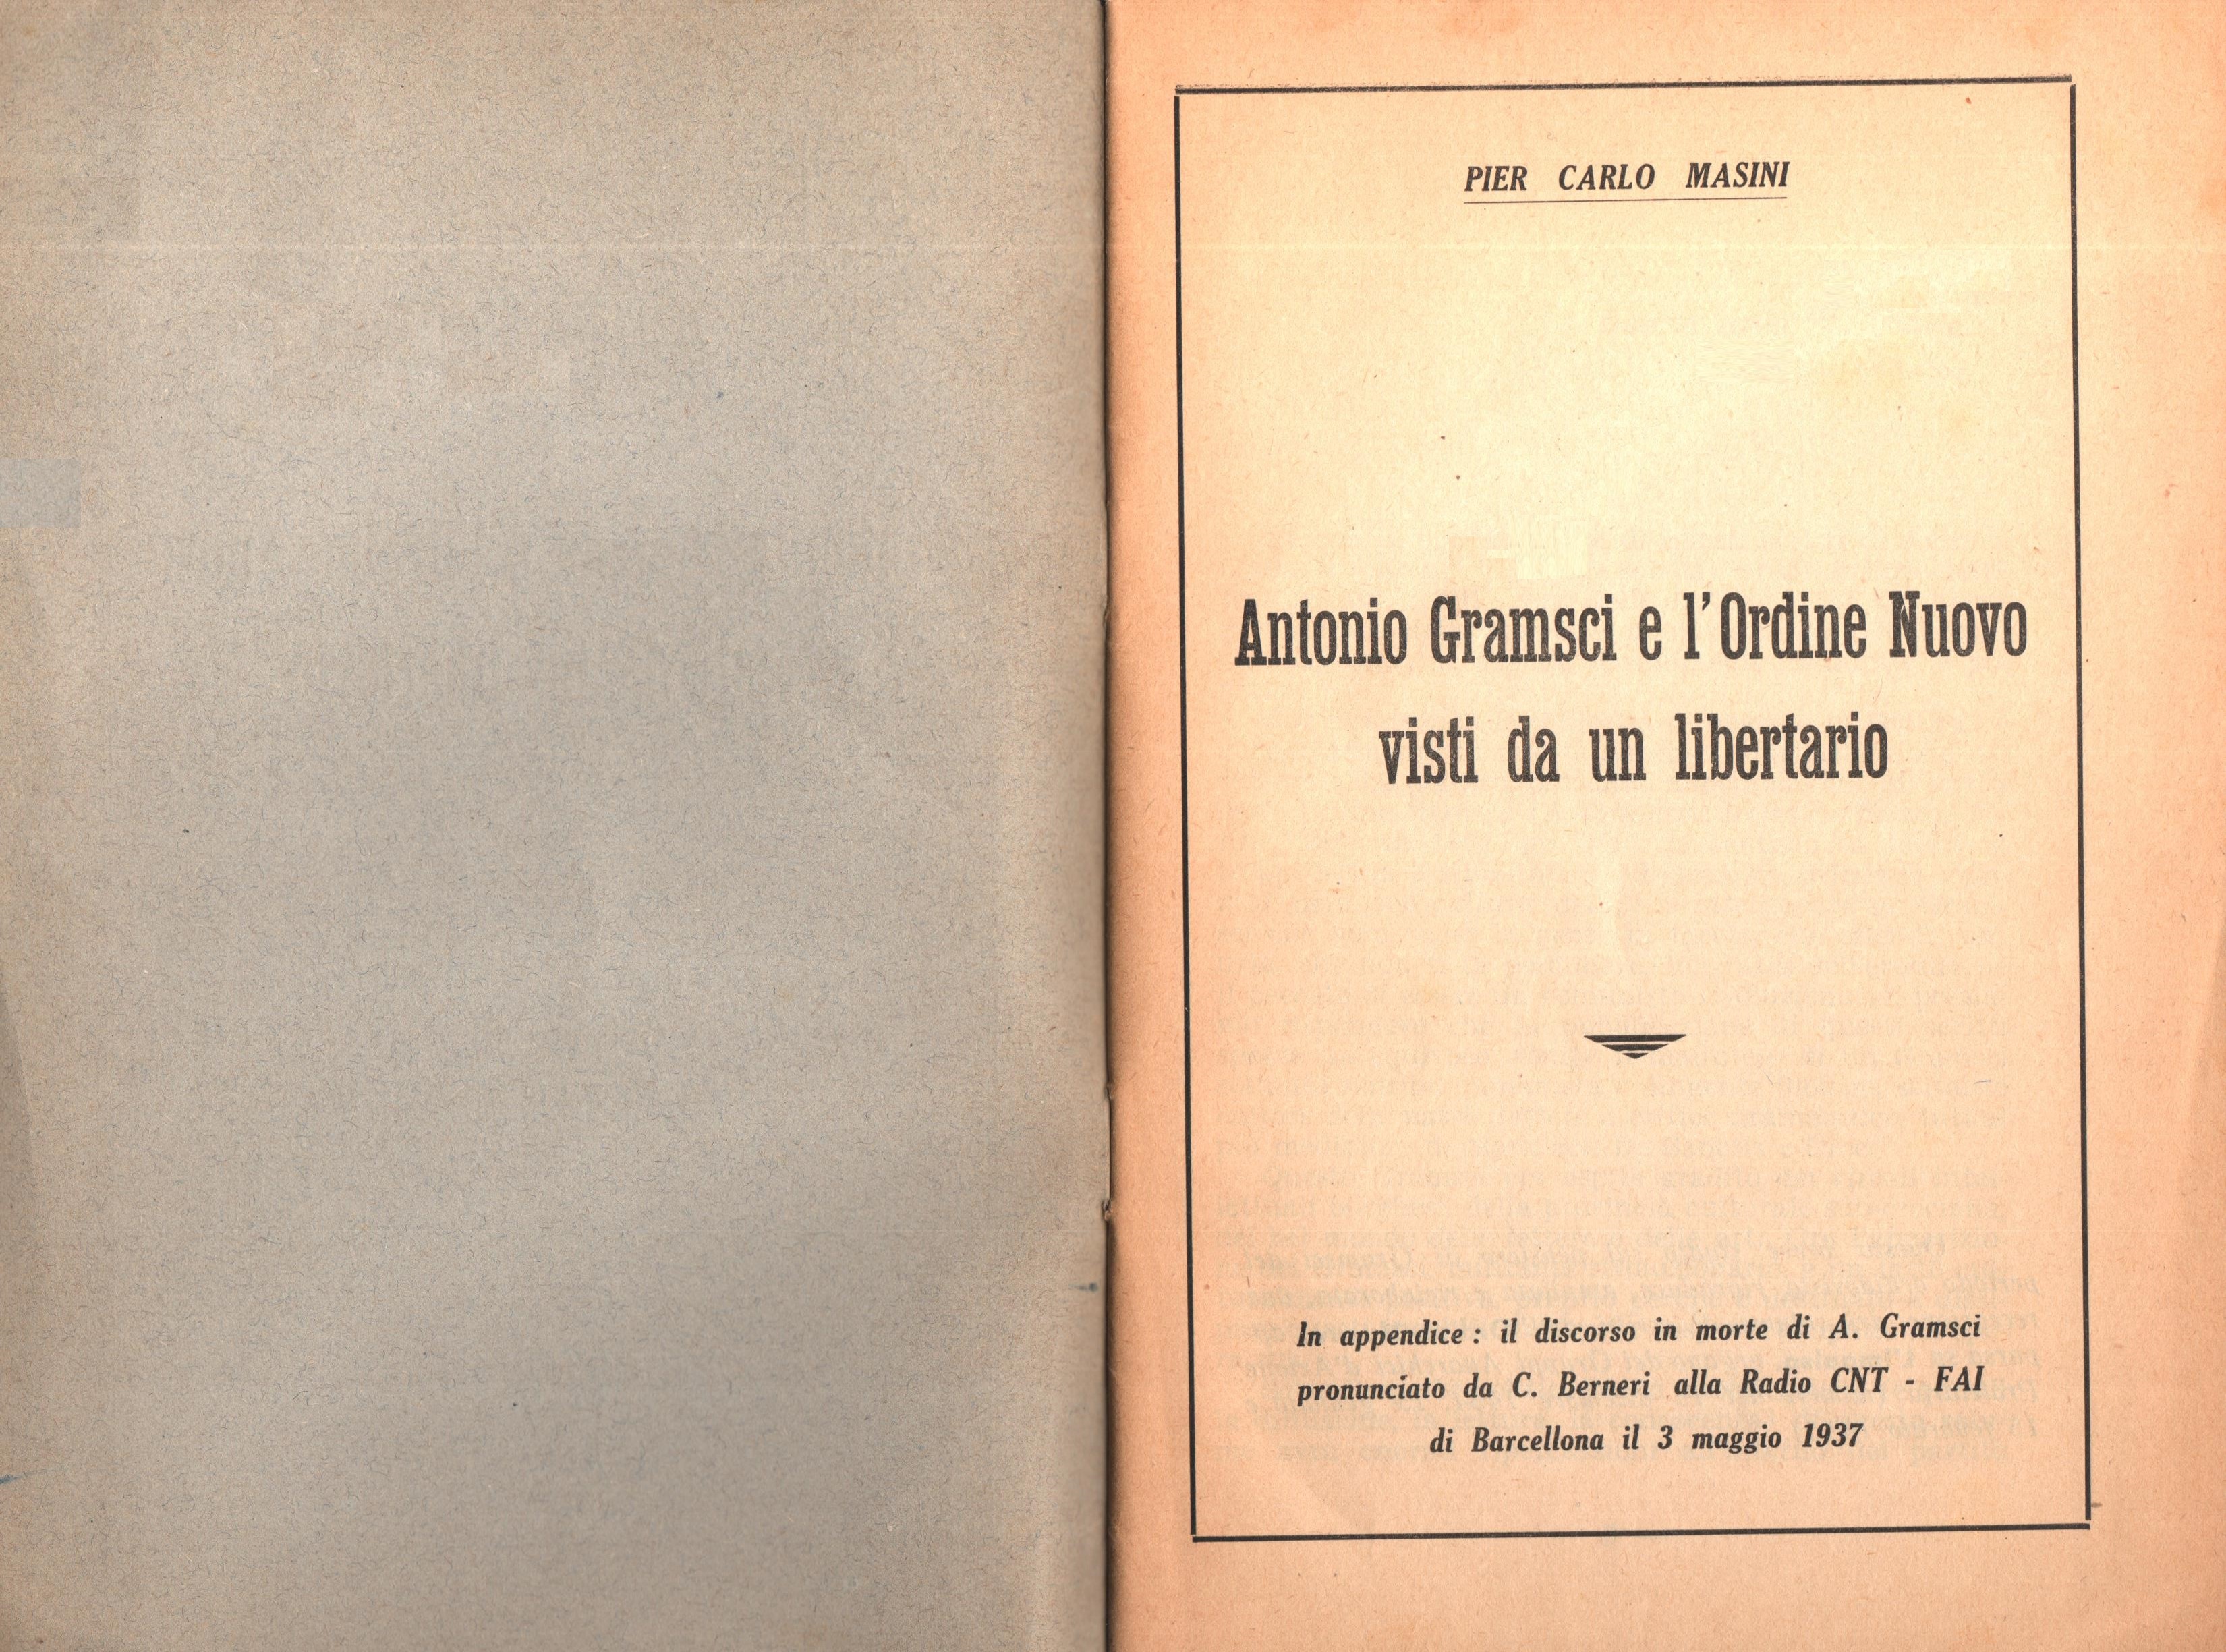 PIER CARLO MASINI
Antonio Gramsci e l'Ordine Nuovo
visti da un libertario
In appendice : il discorso in morte di A. Gramsci
pronunciato da C. Berneri alla Radio CNT - FAI
di Barcellona il 3 maggio 1937